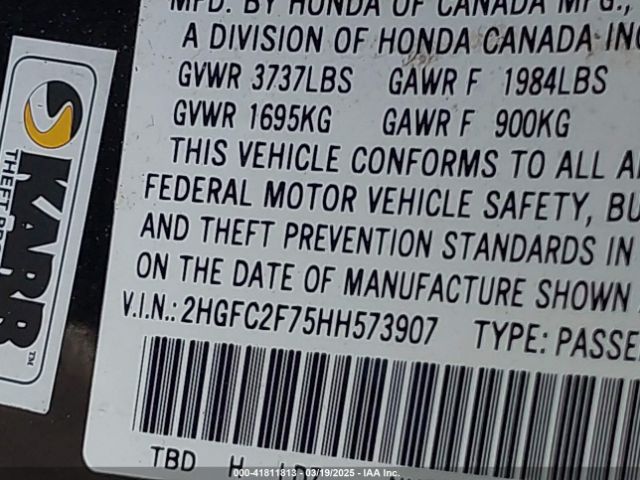 MFD. BY HONDA OF CANADA MFG.,
A DIVISION OF HONDA CANADA INC
GVWR 3737LBS GAWR F 1984LBS
GVWR 1695KG GAWR F 900KG
THIS VEHICLE CONFORMS TO ALL
FEDERAL MOTOR VEHICLE SAFETY,
AND THEFT PREVENTION STANDARDS IN
ON THE DATE OF MANUFACTURE SHOWN
V.I.N.: 2HGFC2F75HH573907 TYPE: PASSE
TBD H
KARR™
THEFT
000-41811813 - 03/19/2025 - IAA Inc.